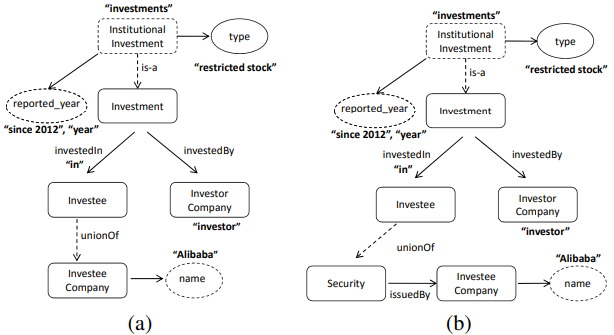 “investments”
Institutional
Investment
type
“restricted stock”
is-a
reported_year
“since 2012”, “year”
Investment
investedIn
“in”
investedBy
Investee
Investor
Company
“investor”
unionOf
“Alibaba”
Investee
Company
name
(a)
“investments”
Institutional
Investment
type
“restricted stock”
is-a
reported_year
“since 2012”, “year”
Investment
investedIn
“in”
investedBy
Investee
Investor
Company
“investor”
unionOf
“Alibaba”
Security
issuedBy
Investee
Company
name
(b)